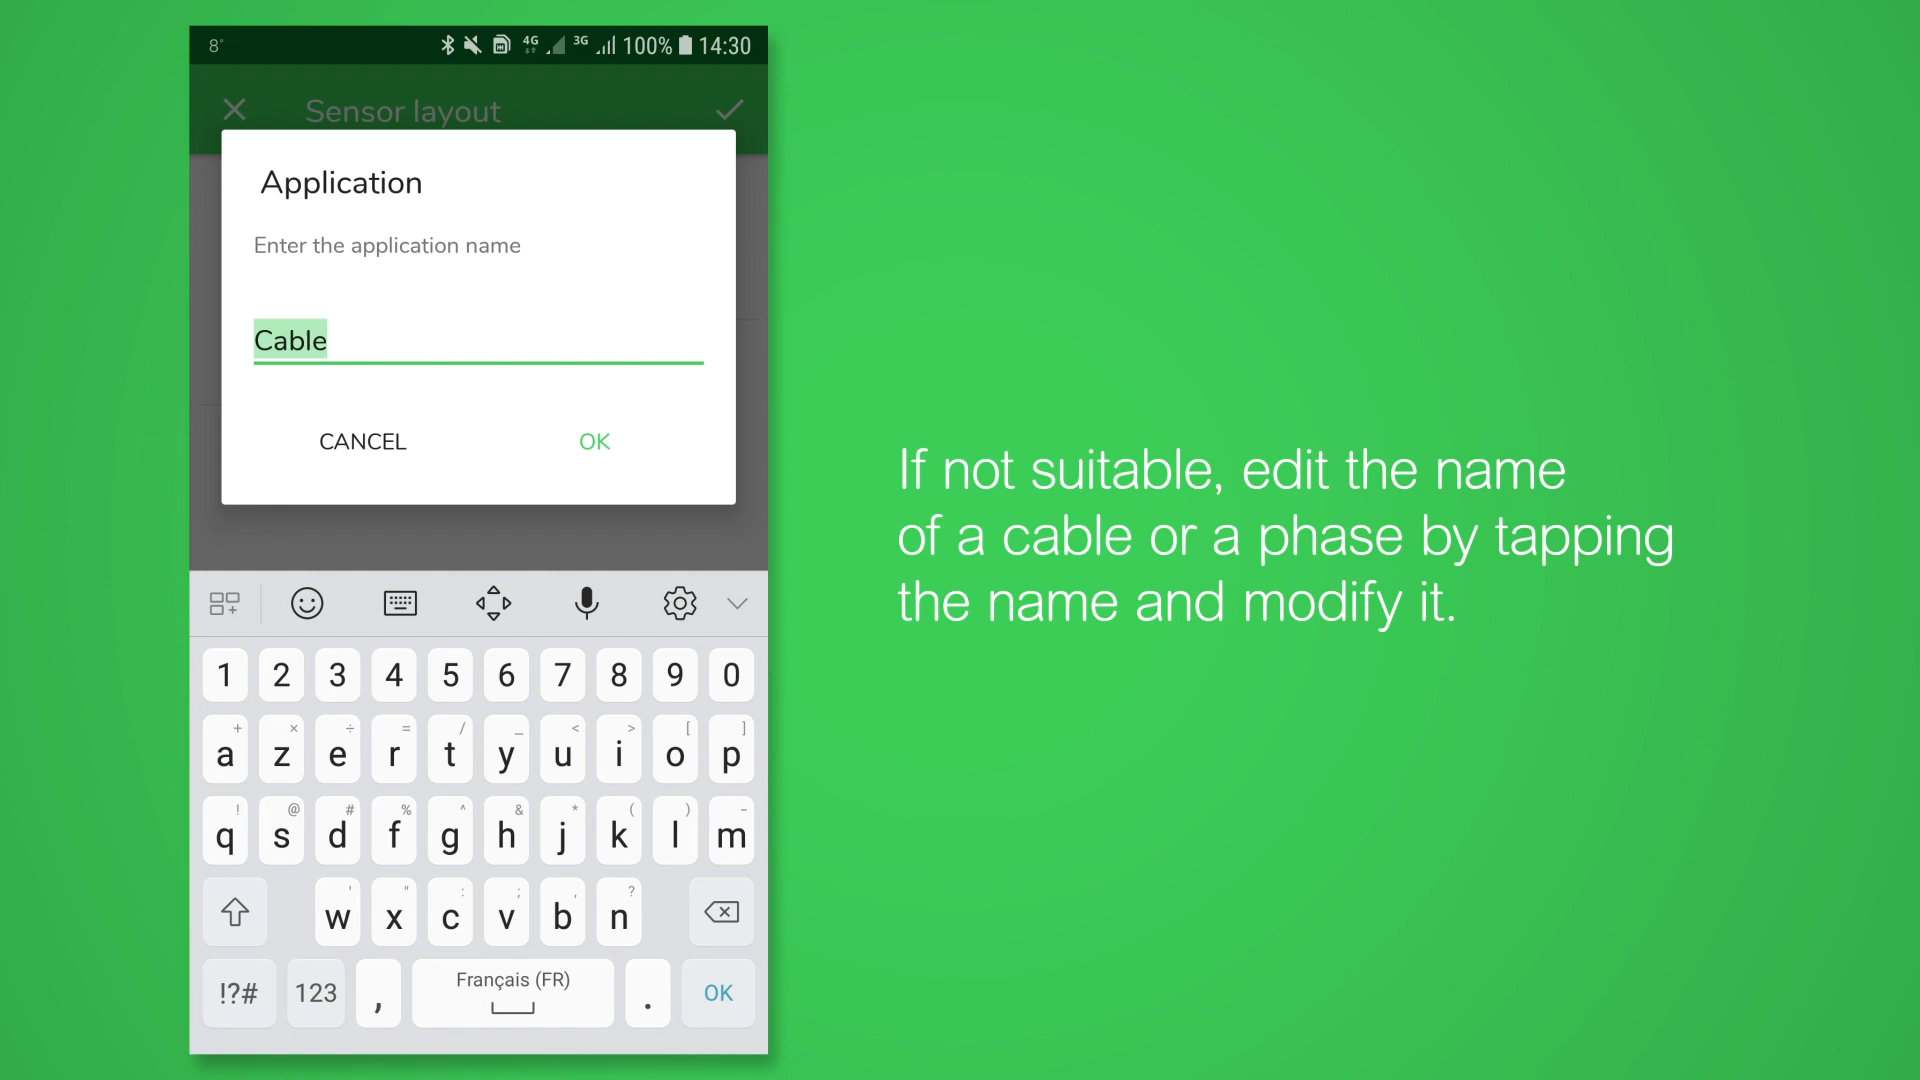 8°
4G 3G 100% 14:30
Sensor layout
Application
Enter the application name
Cable
CANCEL OK
If not suitable, edit the name
of a cable or a phase by tapping
the name and modify it.
1 2 3 4 5 6 7 8 9 0
+ × ÷ = / _ < > [ ]
a z e r t y u i o p
! @ # % ^ & * ( ) -
q s d f g h j k l m
' " : ; , ?
w x c v b n
!?# 123 , Français (FR) . OK